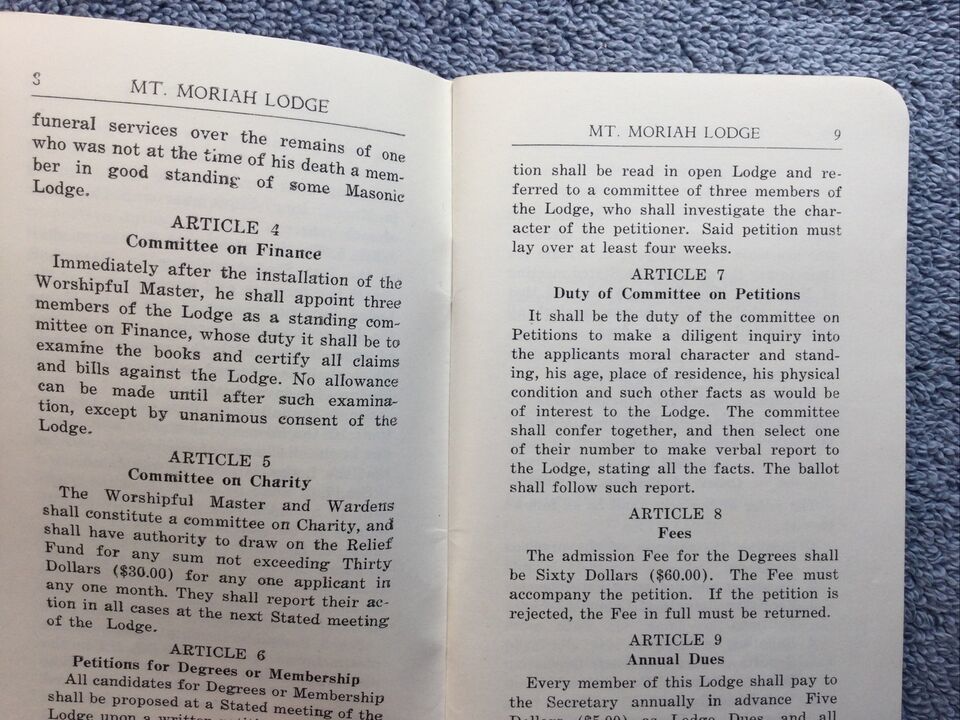 8 MT. MORIAH LODGE
funeral services over the remains of one
who was not at the time of his death a mem-
ber in good standing of some Masonic
Lodge.
ARTICLE 4
Committee on Finance
Immediately after the installation of the
Worshipful Master, he shall appoint three
members of the Lodge as a standing com-
mittee on Finance, whose duty it shall be to
examine the books and certify all claims
and bills against the Lodge. No allowance
can be made until after such examina-
tion, except by unanimous consent of the
Lodge.
ARTICLE 5
Committee on Charity
The Worshipful Master and Wardens
shall constitute a committee on Charity, and
shall have authority to draw on the Relief
Fund for any sum not exceeding Thirty
Dollars ($30.00) for any one applicant in
any one month. They shall report their ac-
tion in all cases at the next Stated meeting
of the Lodge.
ARTICLE 6
Petitions for Degrees or Membership
All candidates for Degrees or Membership
shall be proposed at a Stated meeting of the
Lodge upon a written
MT. MORIAH LODGE 9
tion shall be read in open Lodge and re-
ferred to a committee of three members of
the Lodge, who shall investigate the char-
acter of the petitioner. Said petition must
lay over at least four weeks.
ARTICLE 7
Duty of Committee on Petitions
It shall be the duty of the committee on
Petitions to make a diligent inquiry into
the applicants moral character and stand-
ing, his age, place of residence, his physical
condition and such other facts as would be
of interest to the Lodge. The committee
shall confer together, and then select one
of their number to make verbal report to
the Lodge, stating all the facts. The ballot
shall follow such report.
ARTICLE 8
Fees
The admission Fee for the Degrees shall
be Sixty Dollars ($60.00). The Fee must
accompany the petition. If the petition is
rejected, the Fee in full must be returned.
ARTICLE 9
Annual Dues
Every member of this Lodge shall pay to
the Secretary annually in advance Five
Dollars ($5.00) as Lodge Dues, and all